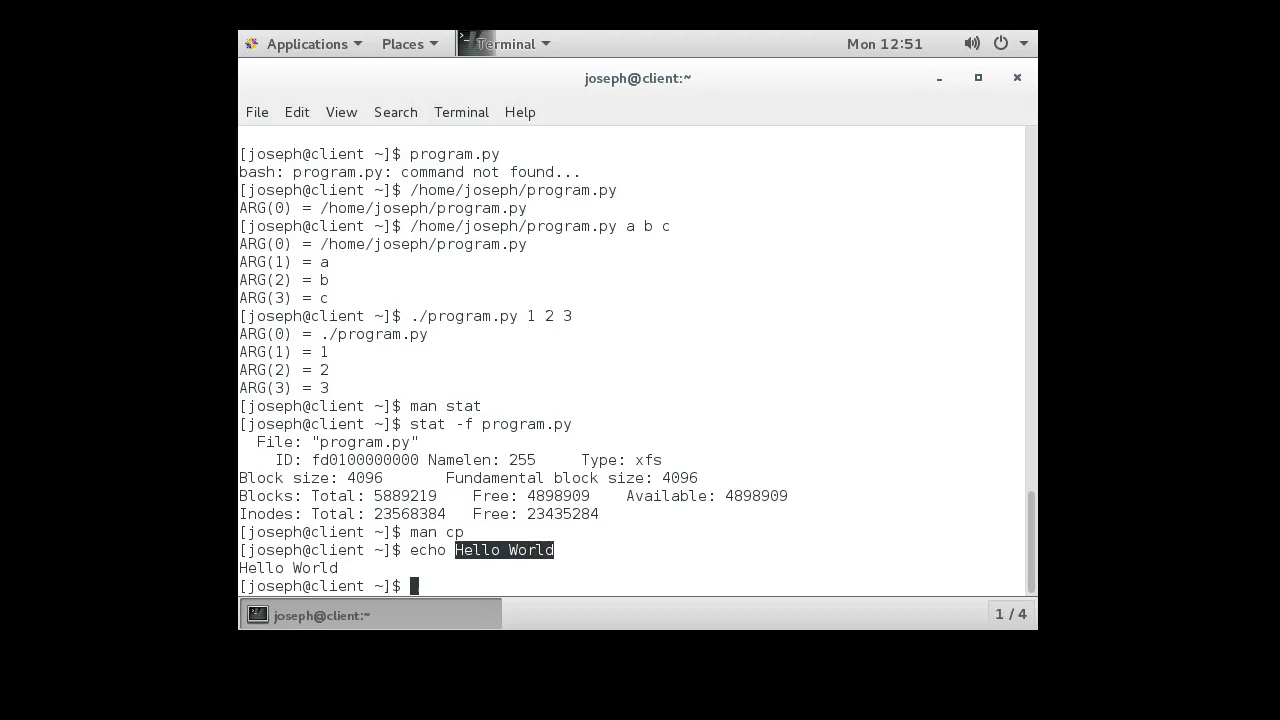 Applications Places Terminal Mon 12:51
joseph@client:~
File Edit View Search Terminal Help
[joseph@client ~]$ program.py
bash: program.py: command not found...
[joseph@client ~]$ /home/joseph/program.py
ARG(0) = /home/joseph/program.py
[joseph@client ~]$ /home/joseph/program.py a b c
ARG(0) = /home/joseph/program.py
ARG(1) = a
ARG(2) = b
ARG(3) = c
[joseph@client ~]$ ./program.py 1 2 3
ARG(0) = ./program.py
ARG(1) = 1
ARG(2) = 2
ARG(3) = 3
[joseph@client ~]$ man stat
[joseph@client ~]$ stat -f program.py
  File: "program.py"
    ID: fd0100000000 Namelen: 255     Type: xfs
Block size: 4096       Fundamental block size: 4096
Blocks: Total: 5889219    Free: 4898909    Available: 4898909
Inodes: Total: 23568384   Free: 23435284
[joseph@client ~]$ man cp
[joseph@client ~]$ echo Hello World
Hello World
[joseph@client ~]$
joseph@client:~ 1 / 4